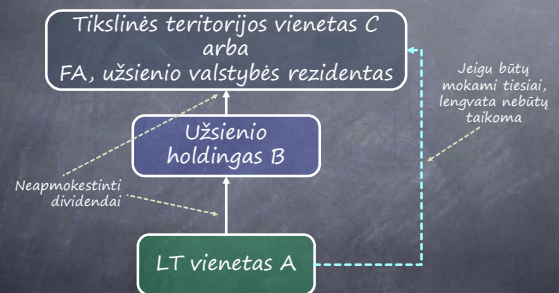 Tikslinės teritorijos vienetas C
arba
FA, užsienio valstybės rezidentas
Jeigu būtų
mokami tiesiai,
lengvata nebūtų
taikoma
Užsienio
holdingas B
Neapmokestinti
dividendai
LT vienetas A